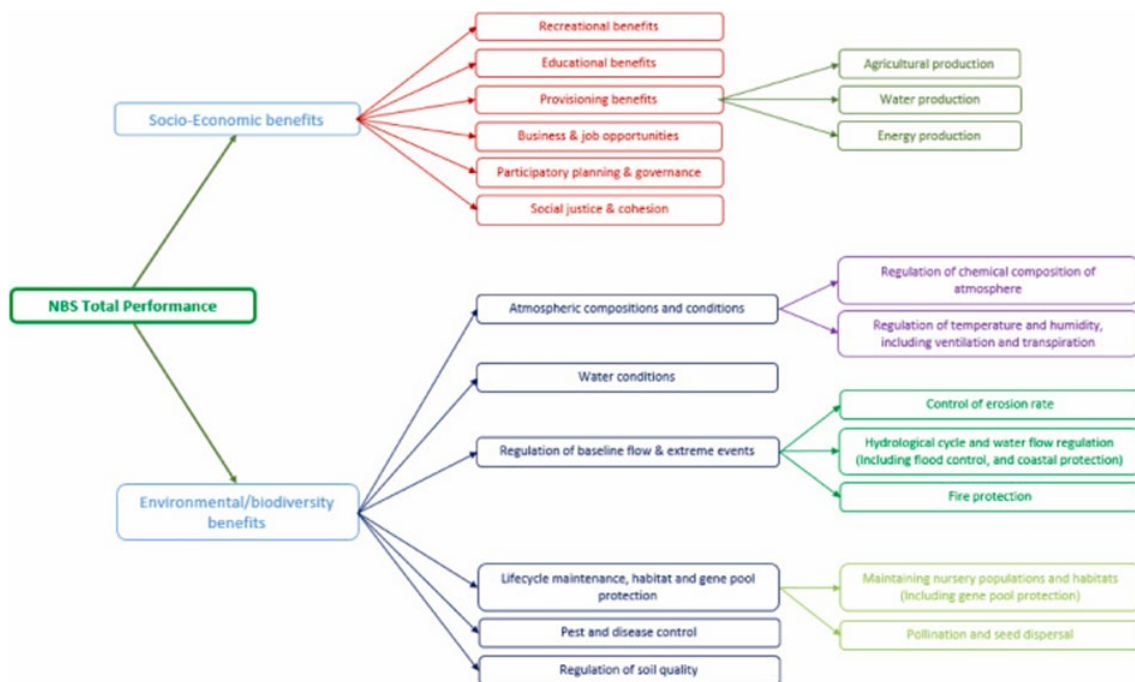 Recreational benefits
Educational benefits
Provisioning benefits
Business & job opportunities
Participatory planning & governance
Social justice & cohesion
Agricultural production
Water production
Energy production
Socio-Economic benefits
NBS Total Performance
Environmental/biodiversity
benefits
Atmospheric compositions and conditions
Water conditions
Regulation of baseline flow & extreme events
Lifecycle maintenance, habitat and gene pool
protection
Pest and disease control
Regulation of soil quality
Regulation of chemical composition of
atmosphere
Regulation of temperature and humidity,
including ventilation and transpiration
Control of erosion rate
Hydrological cycle and water flow regulation
(Including flood control, and coastal protection)
Fire protection
Maintaining nursery populations and habitats
(Including gene pool protection)
Pollination and seed dispersal